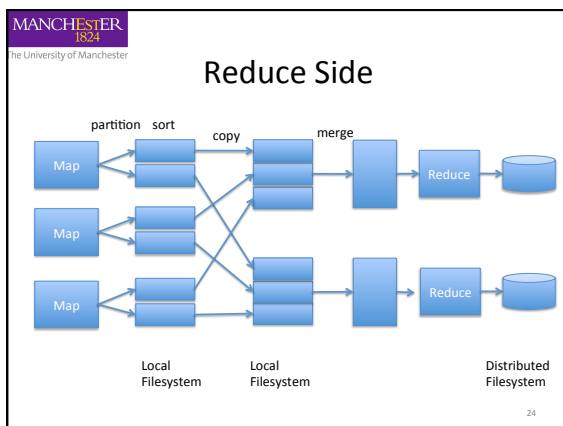 MANCHESTER
1824
The University of Manchester
Reduce Side
partition sort
copy
merge
Map
Reduce
Map
Map
Reduce
Local
Filesystem
Local
Filesystem
Distributed
Filesystem
24